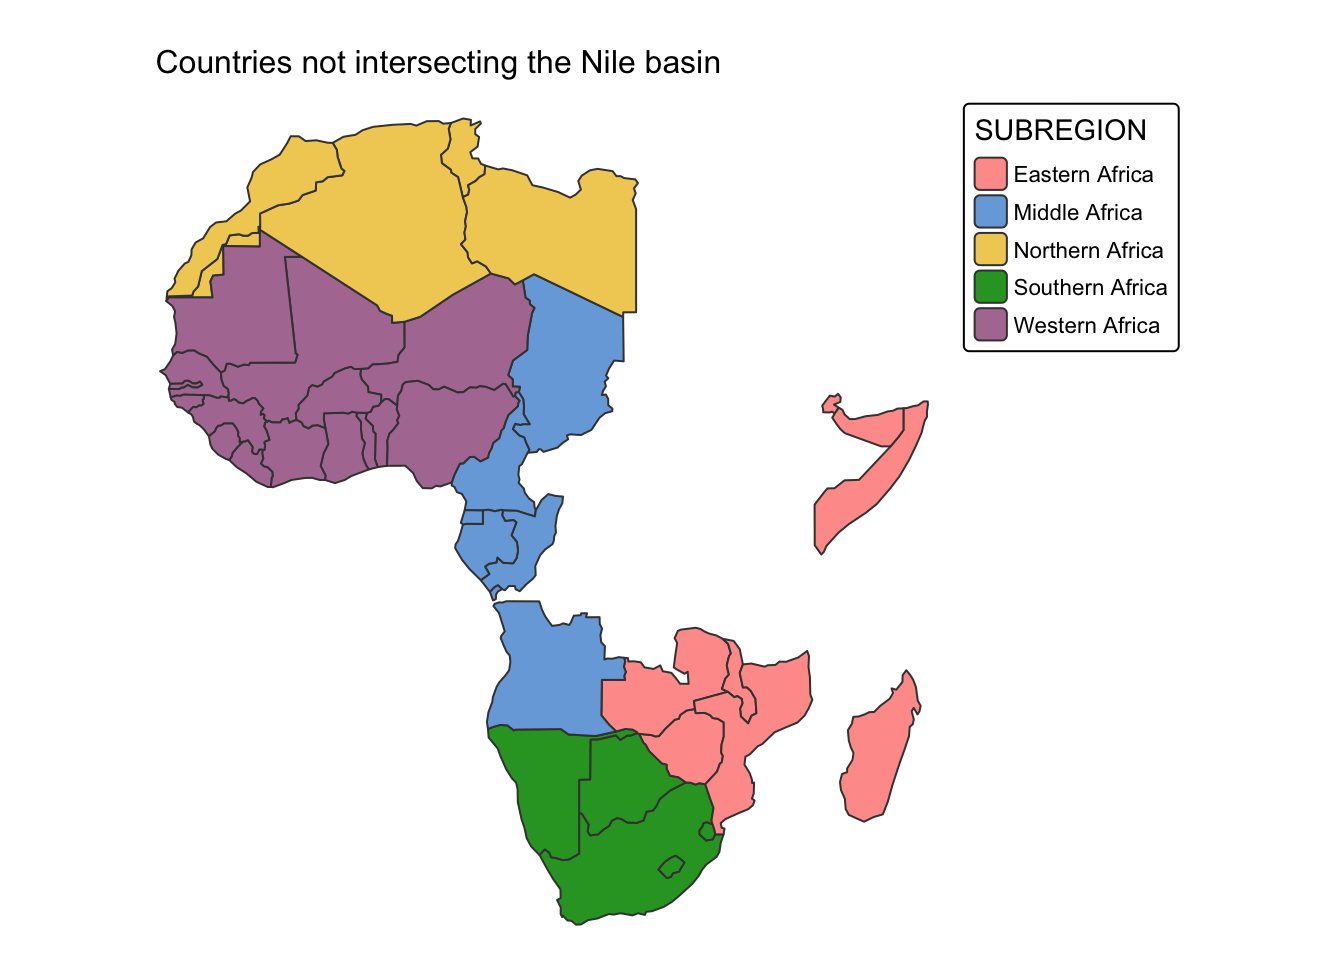 Countries not intersecting the Nile basin
SUBREGION
Eastern Africa
Middle Africa
Northern Africa
Southern Africa
Western Africa